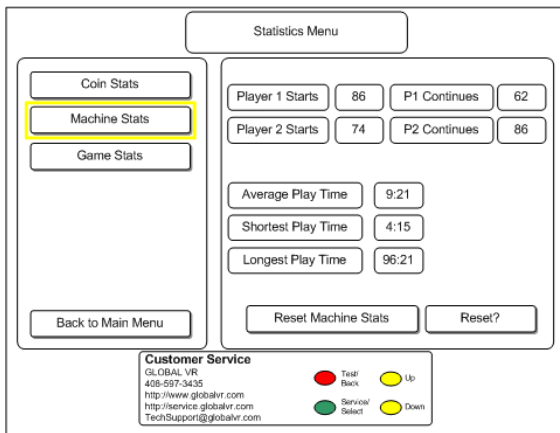 Statistics Menu
Coin Stats
Machine Stats
Game Stats
Back to Main Menu
Player 1 Starts 86 P1 Continues 62
Player 2 Starts 74 P2 Continues 86
Average Play Time 9:21
Shortest Play Time 4:15
Longest Play Time 96:21
Reset Machine Stats Reset?
Customer Service
GLOBAL VR
408-597-3435
http://www.globalvr.com
http://service.globalvr.com
TechSupport@globalvr.com
Test/
Back
Up
Service/
Select
Down